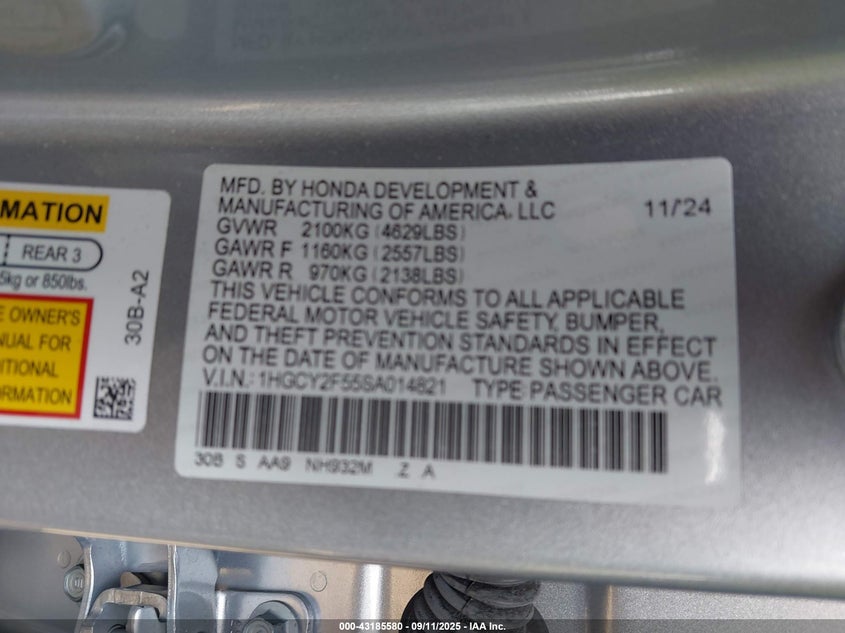 MATION
REAR 3
5kg or 850lbs.
E OWNER'S
NUAL FOR
DITIONAL
ORMATION
30B-A2
MFD. BY HONDA DEVELOPMENT &
MANUFACTURING OF AMERICA, LLC 11/'24
GVWR 2100KG (4629LBS)
GAWR F 1160KG (2557LBS)
GAWR R 970KG (2138LBS)
THIS VEHICLE CONFORMS TO ALL APPLICABLE
FEDERAL MOTOR VEHICLE SAFETY, BUMPER,
AND THEFT PREVENTION STANDARDS IN EFFECT
ON THE DATE OF MANUFACTURE SHOWN ABOVE.
V.I.N.: 1HGCY2F55SA014821 TYPE: PASSENGER CAR
30B S AA9 NH932M Z A
000-43185580 - 09/11/2025 - IAA Inc.